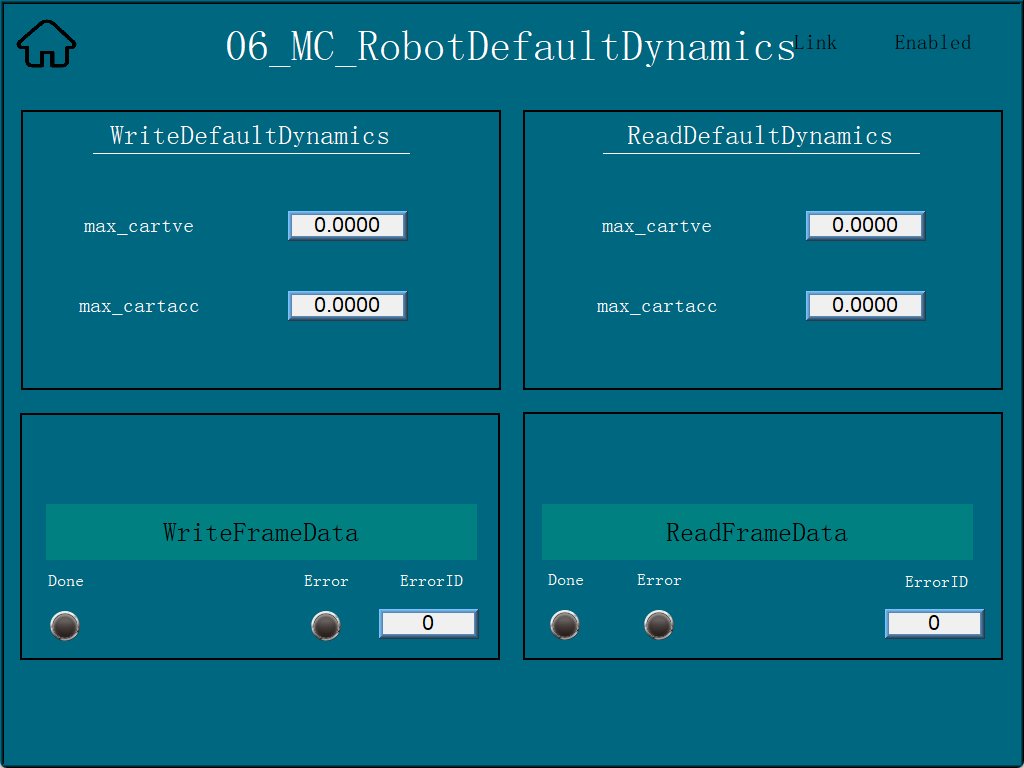 06_MC_RobotDefaultDynamics
Link
Enabled
WriteDefaultDynamics
max_cartve
0.0000
max_cartacc
0.0000
ReadDefaultDynamics
max_cartve
0.0000
max_cartacc
0.0000
WriteFrameData
Done
Error
ErrorID
0
ReadFrameData
Done
Error
ErrorID
0